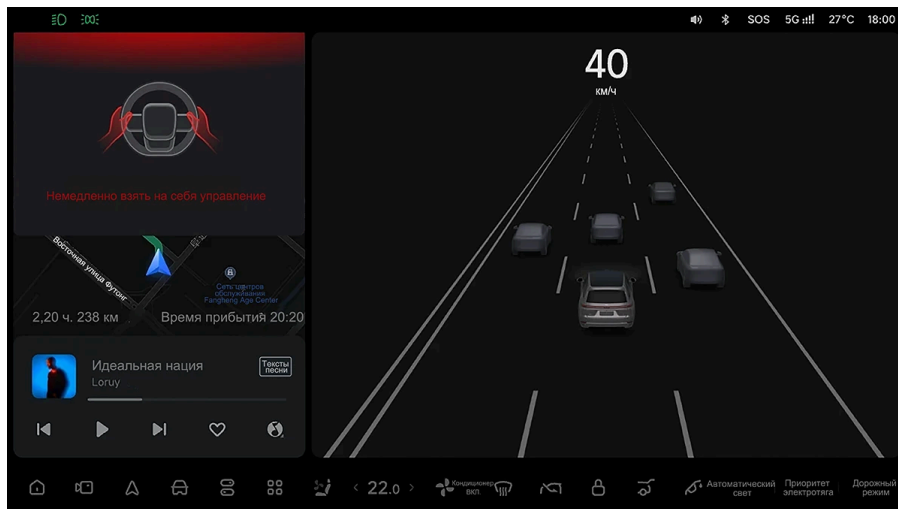 SOS 5G 27°C 18:00
40
км/ч
Немедленно взять на себя управление
Восточная улица Футонг
Сеть центров
обслуживания
Fangheng Age Center
2,20 ч. 238 км Время прибытия 20:20
Идеальная нация
Loruy
Тексты
песни
22.0
Кондиционер
вкл.
Автоматический
свет
Приоритет
электротяга
Дорожный
режим